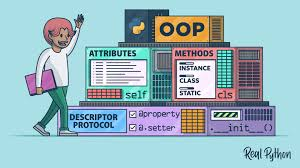 OOP
ATTRIBUTES
self
METHODS
INSTANCE
CLASS
STATIC
cls
DESCRIPTOR
PROTOCOL
@property
@.setter
.__init__()
Real Python